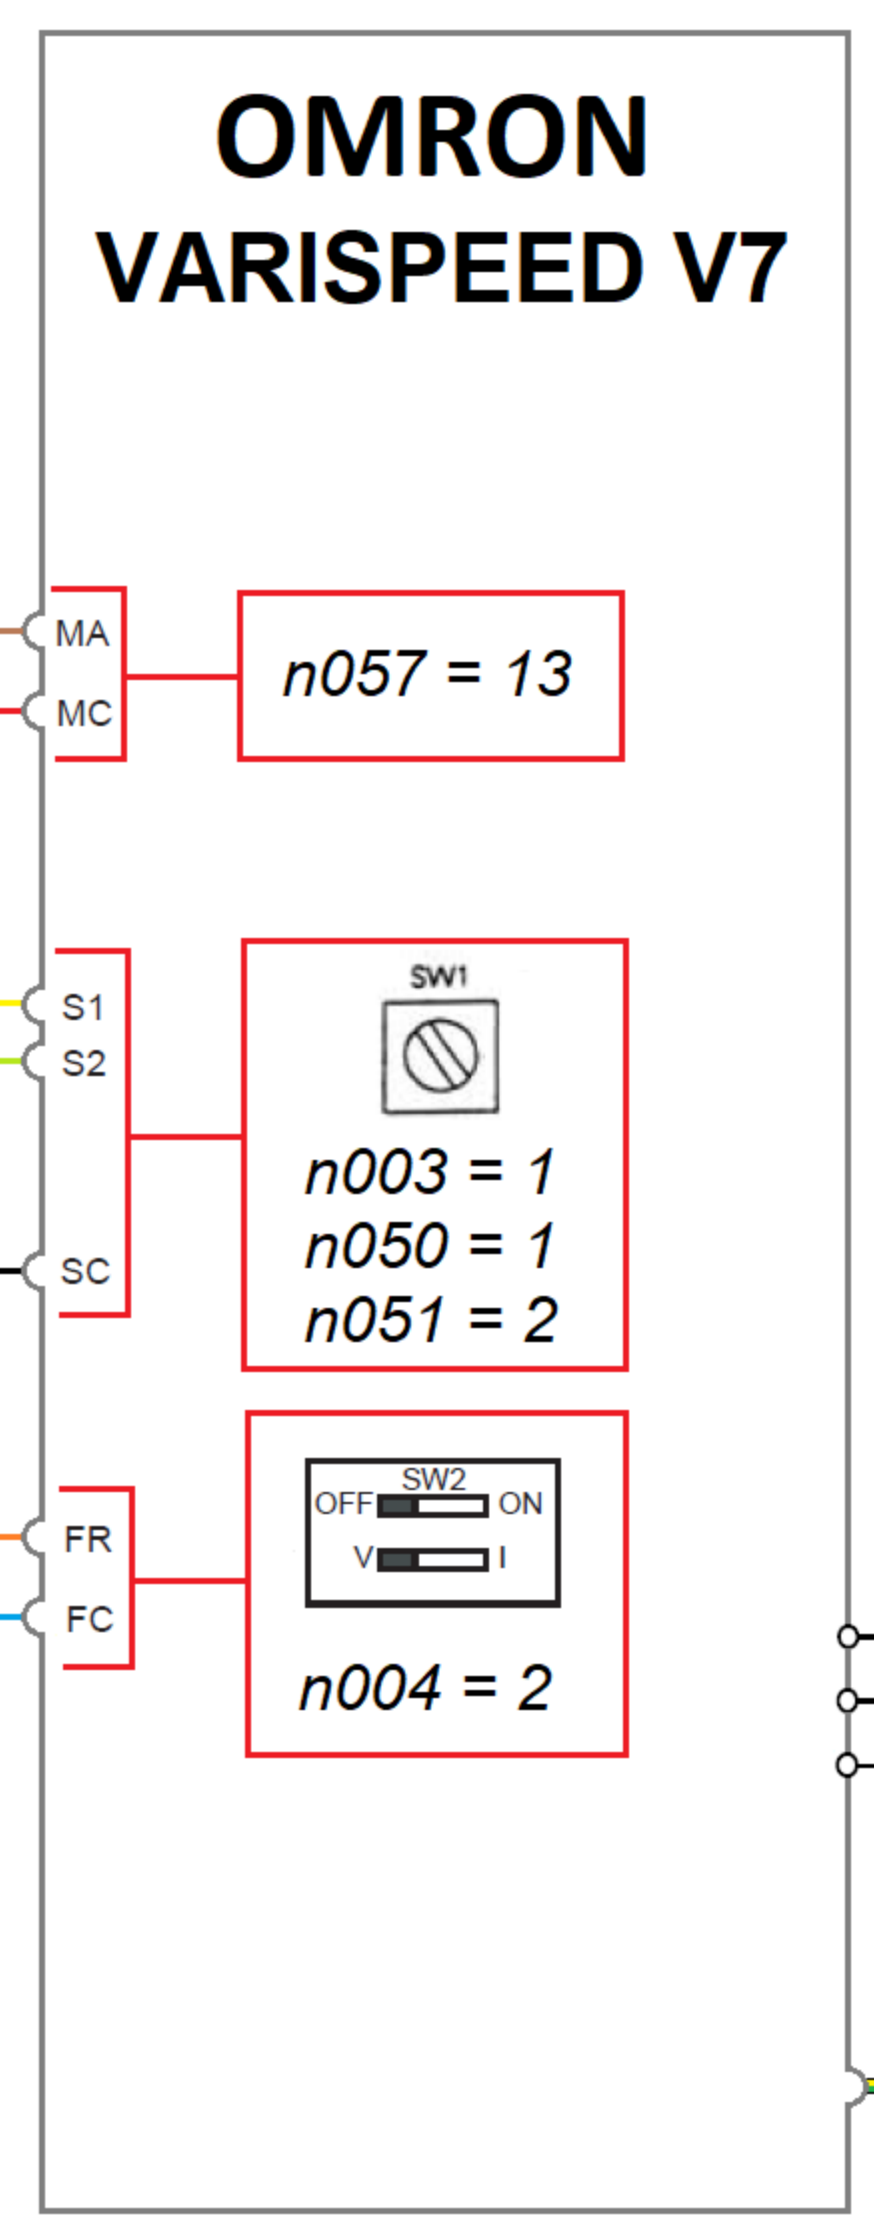 OMRON
VARISPEED V7
MA
MC
n057 = 13
S1
S2
SC
SW1
n003 = 1
n050 = 1
n051 = 2
FR
FC
SW2
OFF ON
V I
n004 = 2